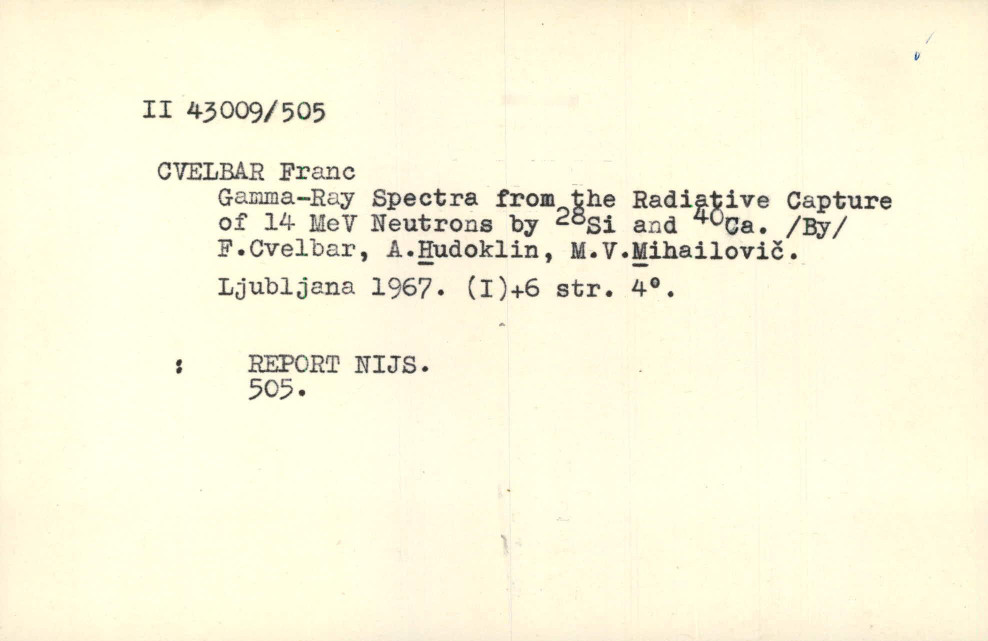 II 43009/505
CVELBAR Franc
Gamma-Ray Spectra from the Radiative Capture
of 14 MeV Neutrons by ²⁸Si and ⁴⁰Ca. /By/
F.Cvelbar, A.Hudoklin, M.V.Mihailovič.
Ljubljana 1967. (I)+6 str. 4°.
: REPORT NIJS.
505.